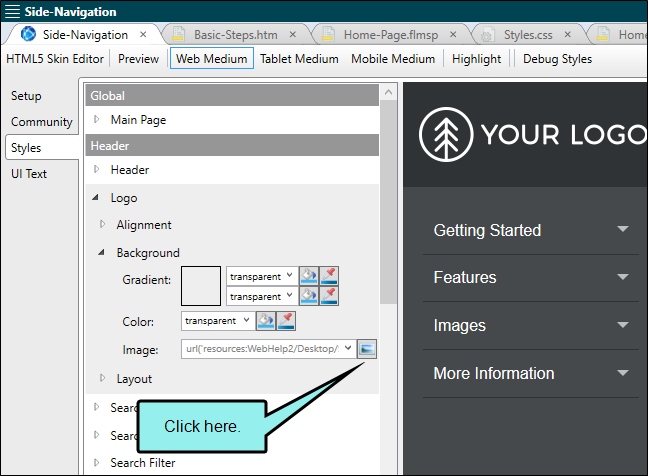 Side-Navigation
Side-Navigation × Basic-Steps.htm × Home-Page.flmsp × Styles.css × Home
HTML5 Skin Editor Preview Web Medium Tablet Medium Mobile Medium Highlight Debug Styles
Setup
Community
Styles
UI Text
Global
Main Page
Header
Header
Logo
Alignment
Background
Gradient: transparent
transparent
Color: transparent
Image: url('resources:WebHelp2/Desktop/
Layout
Searc
Searc
Search Filter
Click here.
YOUR LOGO
Getting Started
Features
Images
More Information